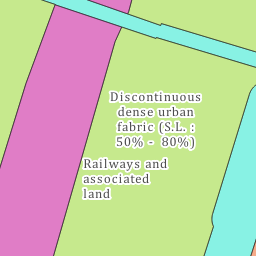 Discontinuous
dense urban
fabric (S.L. :
50% - 80%)
Railways and
associated
land